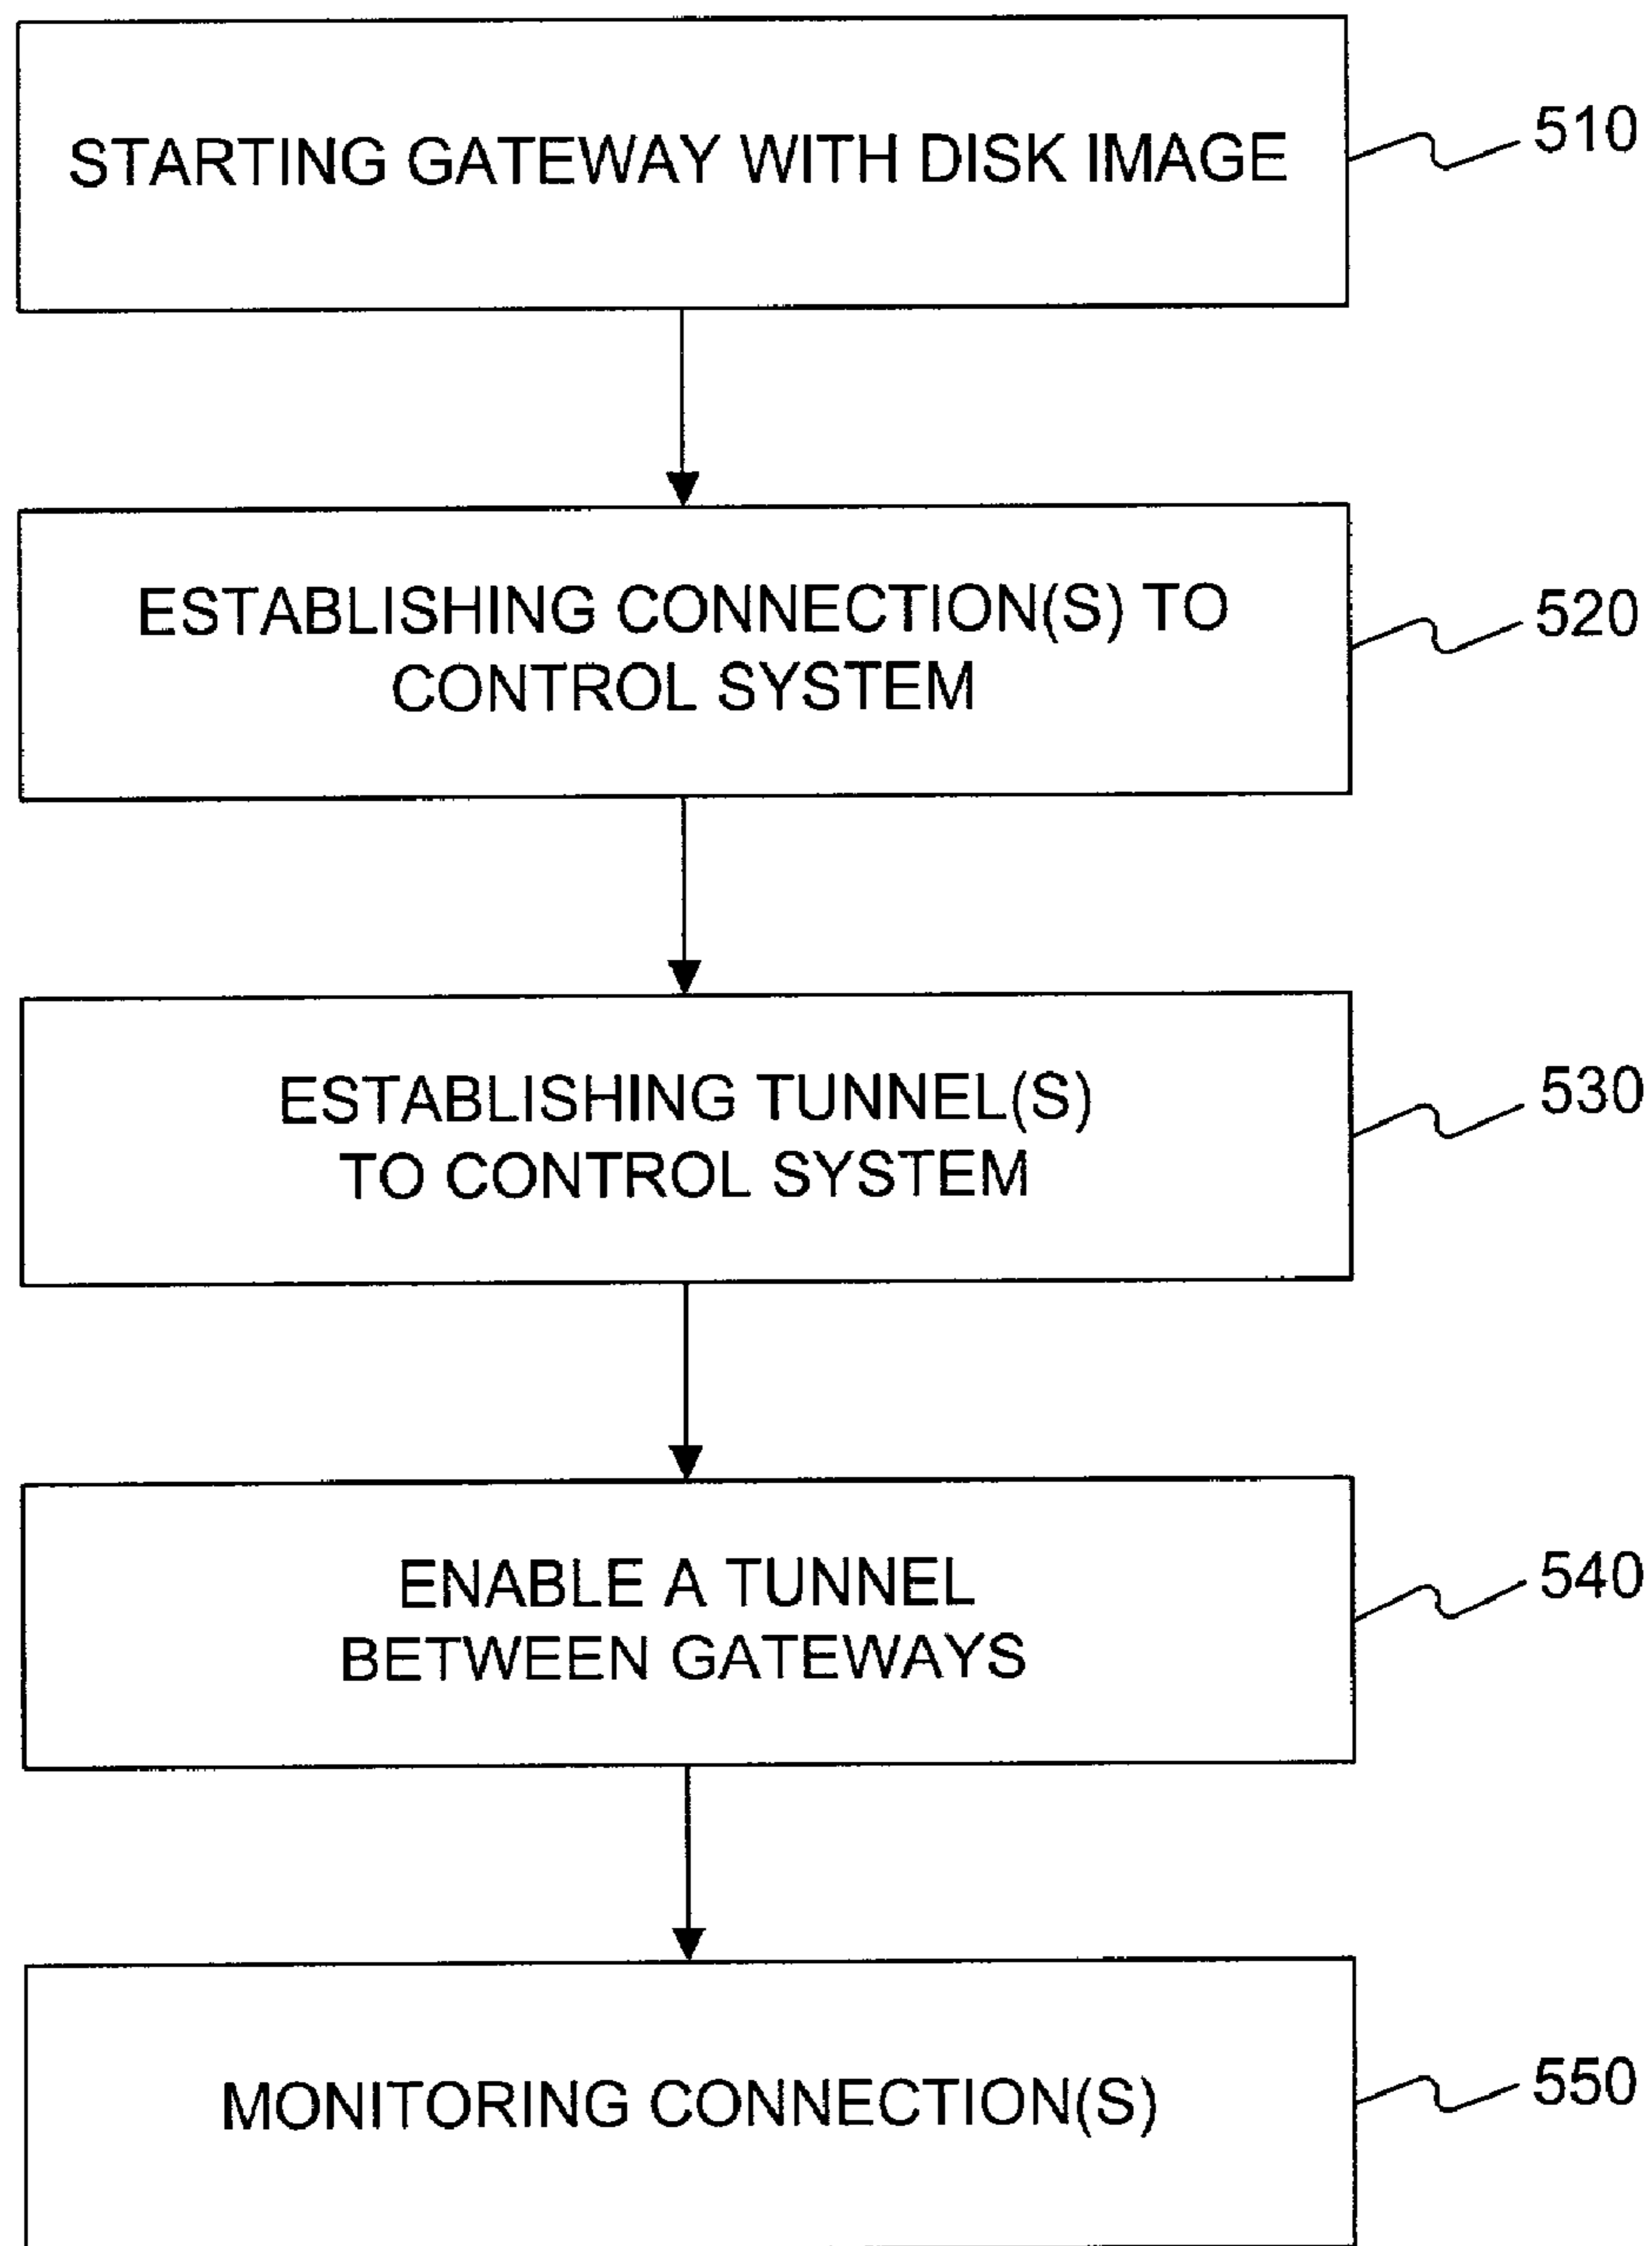 STARTING GATEWAY WITH DISK IMAGE
510
ESTABLISHING CONNECTION(S) TO
CONTROL SYSTEM
520
ESTABLISHING TUNNEL(S)
TO CONTROL SYSTEM
530
ENABLE A TUNNEL
BETWEEN GATEWAYS
540
MONITORING CONNECTION(S)
550